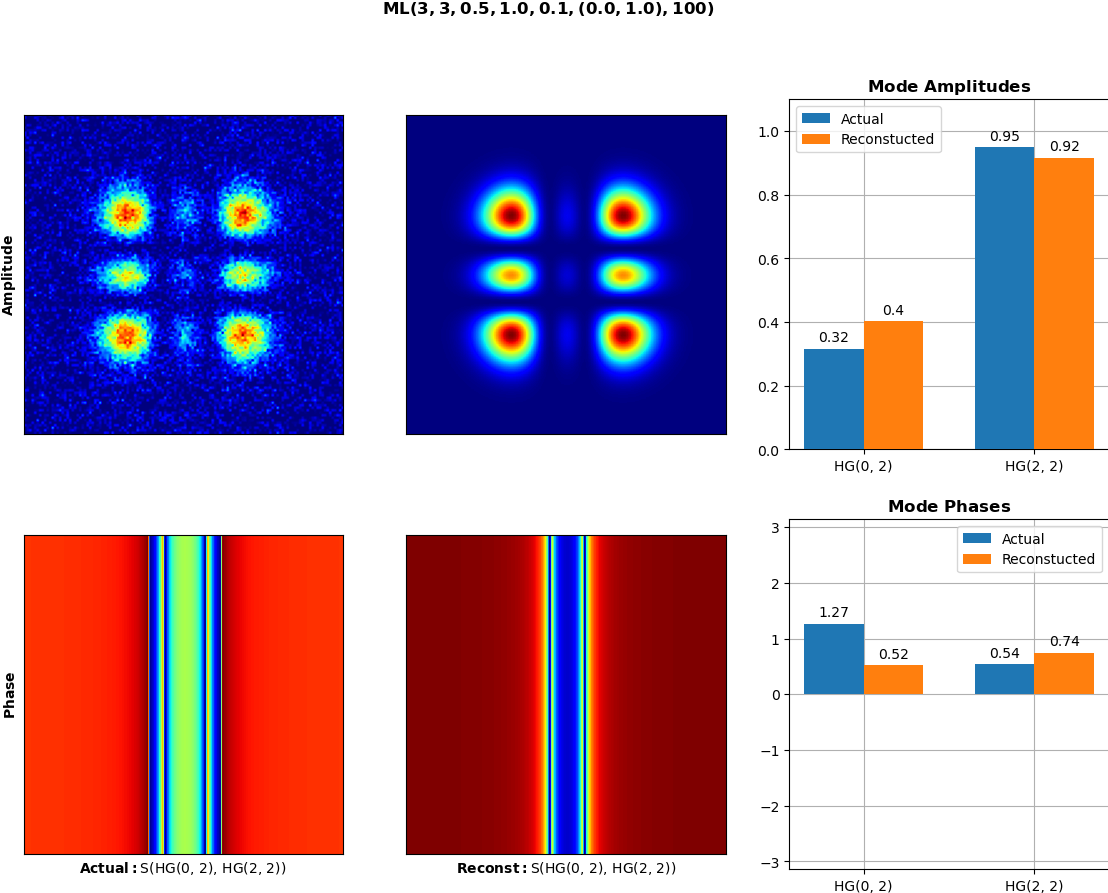 ML(3, 3, 0.5, 1.0, 0.1, (0.0, 1.0), 100)
Amplitude
Mode Amplitudes
Actual
Reconstucted
1.0
0.8
0.6
0.4
0.2
0.0
0.32
0.4
0.95
0.92
HG(0, 2)
HG(2, 2)
Phase
Actual: S(HG(0, 2), HG(2, 2))
Reconst: S(HG(0, 2), HG(2, 2))
Mode Phases
Actual
Reconstucted
3
2
1
0
−1
−2
−3
1.27
0.52
0.54
0.74
HG(0, 2)
HG(2, 2)